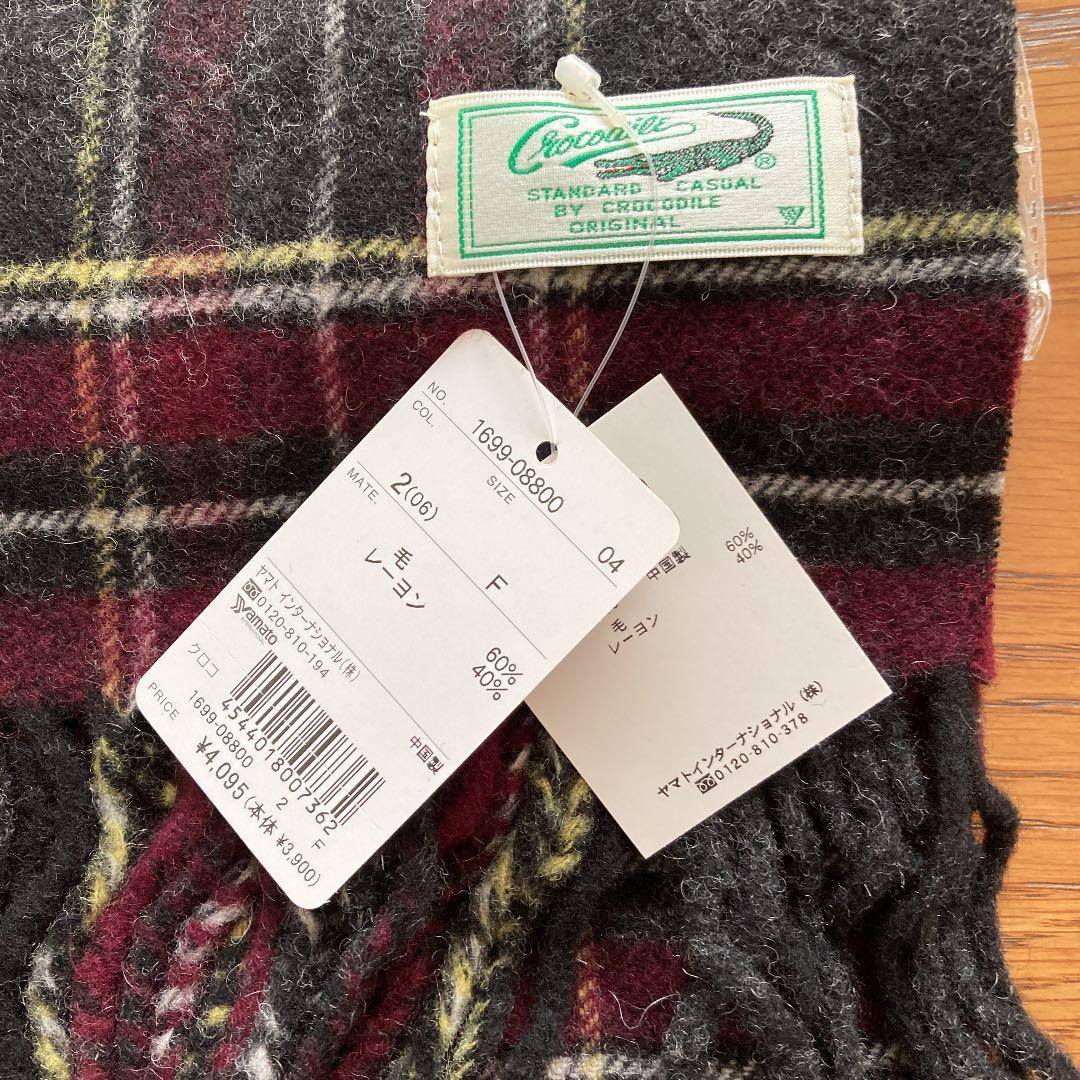 Crocodile
®
STANDARD CASUAL
BY CROCODILE
ORIGINAL
NO. 1699-08800 04
COL. SIZE
2(06) F
MATE.
毛 60%
レーヨン 40%
中国製
ヤマト インターナショナル(株)
0120-810-194
Yamato
INTERNATIONAL
クロコ
4544018007362
1699-08800 2 F
PRICE ¥4,095(本体 ¥3,900)
毛 60%
レーヨン 40%
中国製
ヤマトインターナショナル(株)
0120-810-378